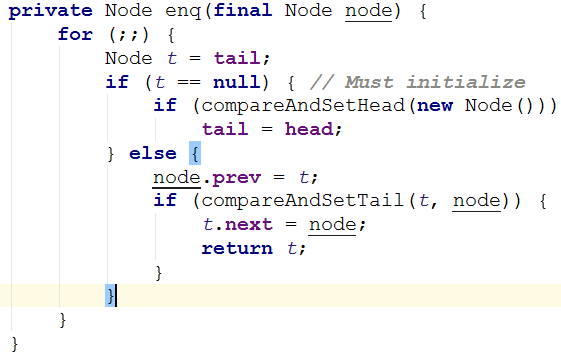 private Node enq(final Node node) {
    for (;;) {
        Node t = tail;
        if (t == null) { // Must initialize
            if (compareAndSetHead(new Node()))
                tail = head;
        } else {
            node.prev = t;
            if (compareAndSetTail(t, node)) {
                t.next = node;
                return t;
            }
        }
    }
}